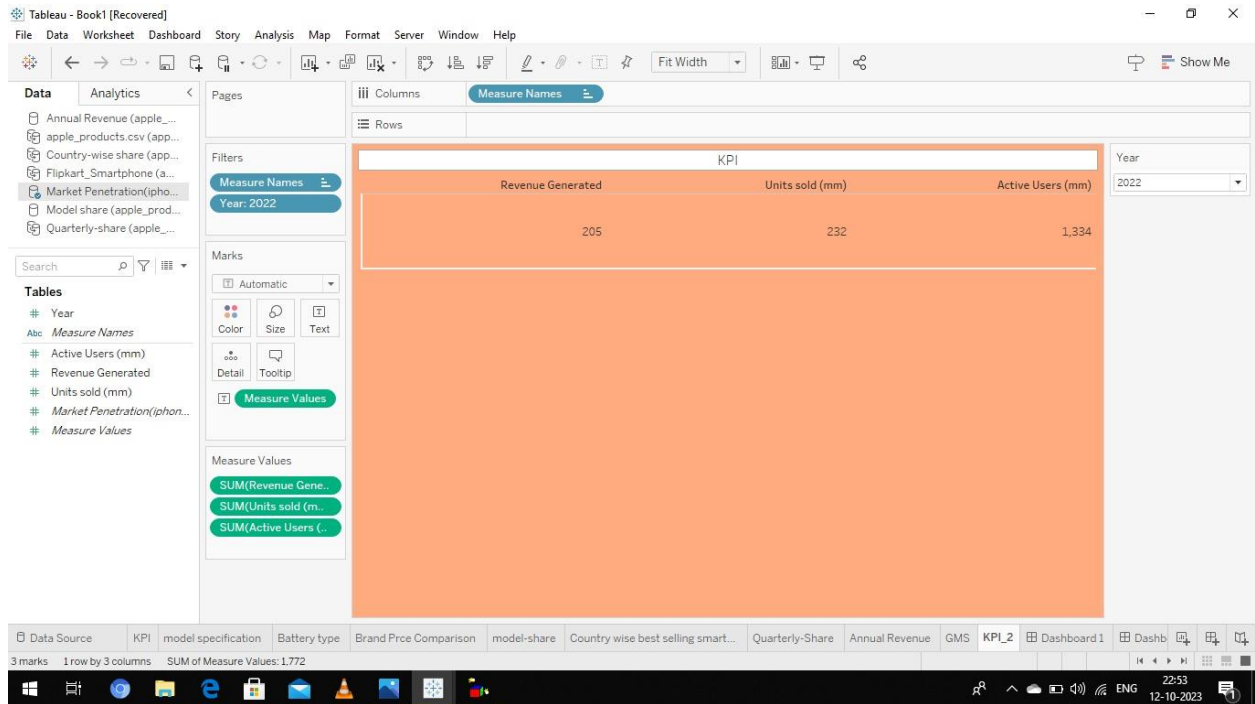 Tableau - Book1 [Recovered]
File Data Worksheet Dashboard Story Analysis Map Format Server Window Help
Fit Width
Show Me
Data Analytics
Annual Revenue (apple_...
apple_products.csv (app...
Country-wise share (app...
Flipkart_Smartphone (a...
Market Penetration(ipho...
Model share (apple_prod...
Quarterly-share (apple_...
Search
Tables
# Year
Abc Measure Names
# Active Users (mm)
# Revenue Generated
# Units sold (mm)
# Market Penetration(iphon...
# Measure Values
Pages
Filters
Measure Names
Year: 2022
Marks
Automatic
Color Size Text
Detail Tooltip
Measure Values
Measure Values
SUM(Revenue Gene..
SUM(Units sold (m..
SUM(Active Users (..
Columns Measure Names
Rows
KPI
Revenue Generated Units sold (mm) Active Users (mm)
205 232 1,334
Year
2022
Data Source KPI model specification Battery type Brand Prce Comparison model-share Country wise best selling smart... Quarterly-Share Annual Revenue GMS KPI_2 Dashboard 1 Dashb
3 marks 1 row by 3 columns SUM of Measure Values: 1,772
ENG 22:53
12-10-2023